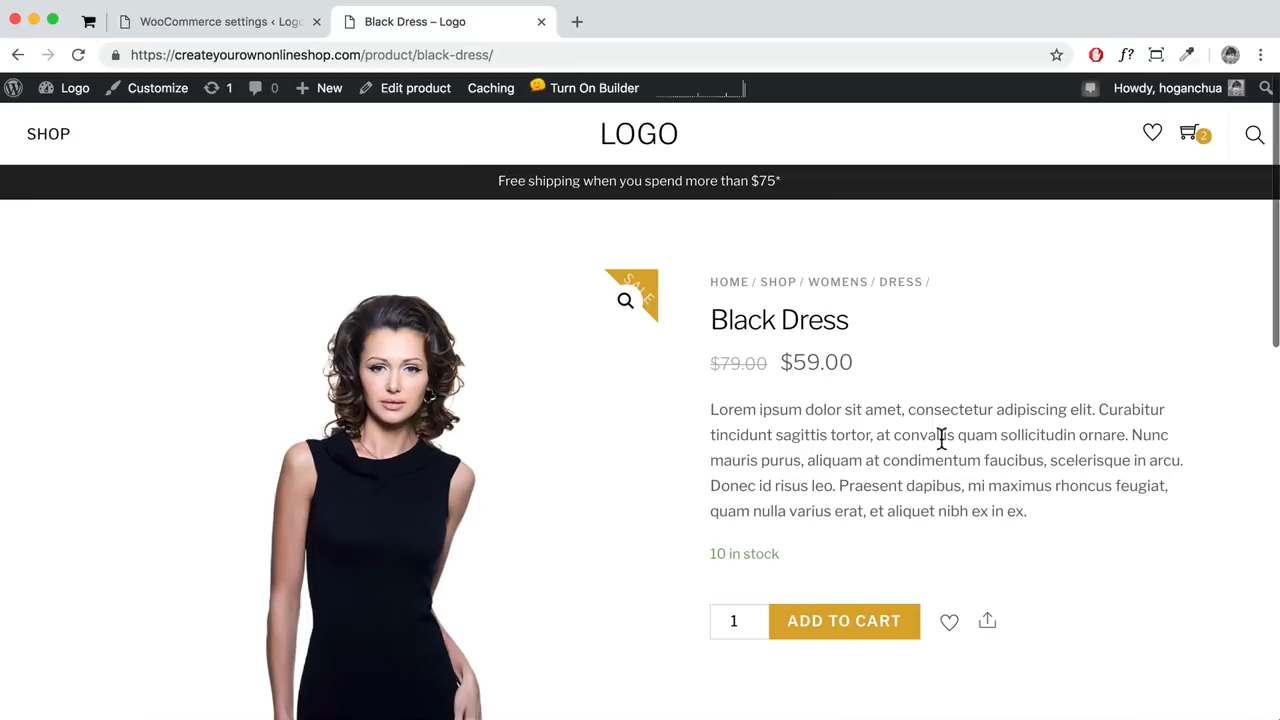 WooCommerce settings ‹ Logo
Black Dress – Logo
https://createyourownonlineshop.com/product/black-dress/
f?
Logo
Customize
1
0
New
Edit product
Caching
Turn On Builder
Howdy, hoganchua
SHOP
LOGO
2
Free shipping when you spend more than $75*
SALE
HOME / SHOP / WOMENS / DRESS /
Black Dress
$79.00 $59.00
Lorem ipsum dolor sit amet, consectetur adipiscing elit. Curabitur
tincidunt sagittis tortor, at convallis quam sollicitudin ornare. Nunc
mauris purus, aliquam at condimentum faucibus, scelerisque in arcu.
Donec id risus leo. Praesent dapibus, mi maximus rhoncus feugiat,
quam nulla varius erat, et aliquet nibh ex in ex.
10 in stock
1
ADD TO CART